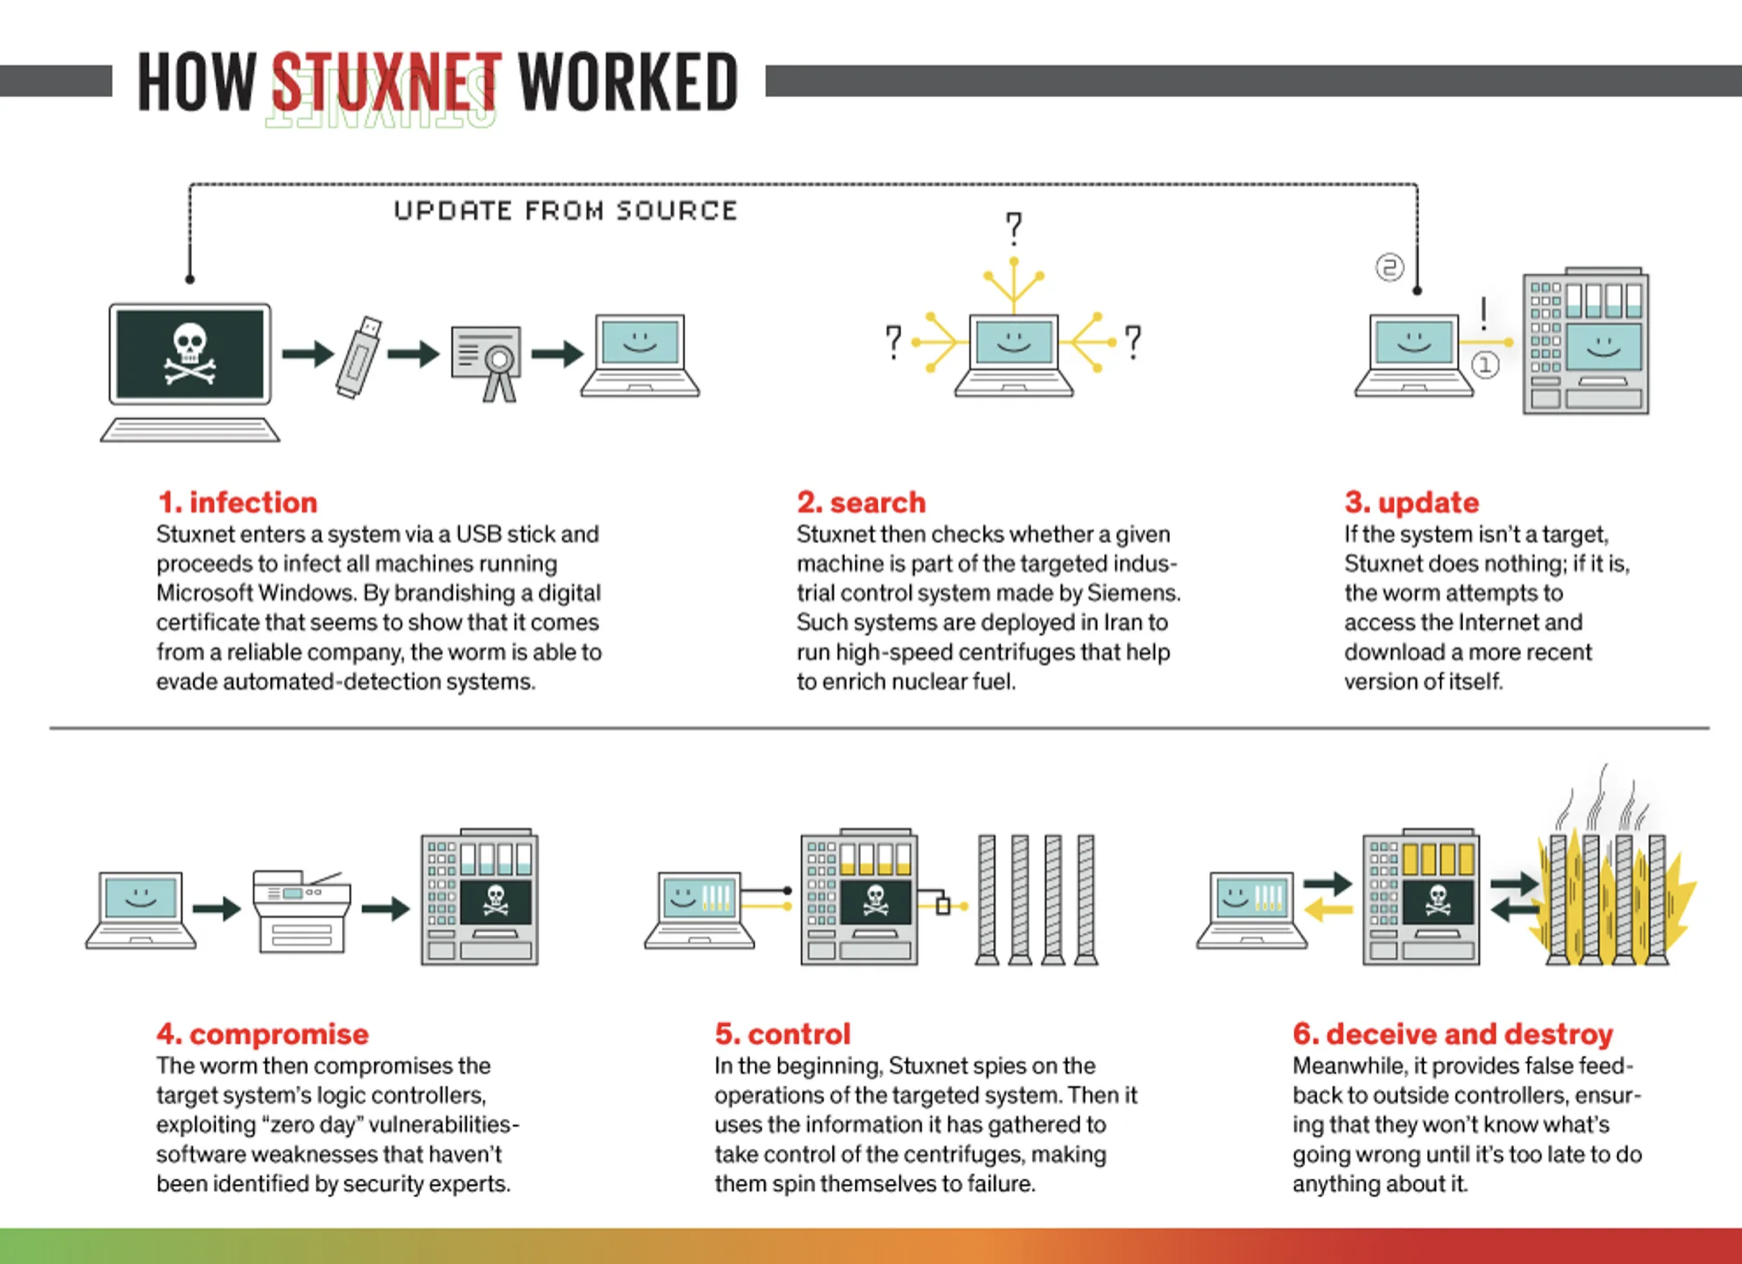 HOW STUXNET WORKED
STUXNET
UPDATE FROM SOURCE
?
?
?
2
!
1
1. infection
Stuxnet enters a system via a USB stick and
proceeds to infect all machines running
Microsoft Windows. By brandishing a digital
certificate that seems to show that it comes
from a reliable company, the worm is able to
evade automated-detection systems.
2. search
Stuxnet then checks whether a given
machine is part of the targeted indus-
trial control system made by Siemens.
Such systems are deployed in Iran to
run high-speed centrifuges that help
to enrich nuclear fuel.
3. update
If the system isn't a target,
Stuxnet does nothing; if it is,
the worm attempts to
access the Internet and
download a more recent
version of itself.
4. compromise
The worm then compromises the
target system's logic controllers,
exploiting “zero day” vulnerabilities-
software weaknesses that haven't
been identified by security experts.
5. control
In the beginning, Stuxnet spies on the
operations of the targeted system. Then it
uses the information it has gathered to
take control of the centrifuges, making
them spin themselves to failure.
6. deceive and destroy
Meanwhile, it provides false feed-
back to outside controllers, ensur-
ing that they won't know what's
going wrong until it's too late to do
anything about it.